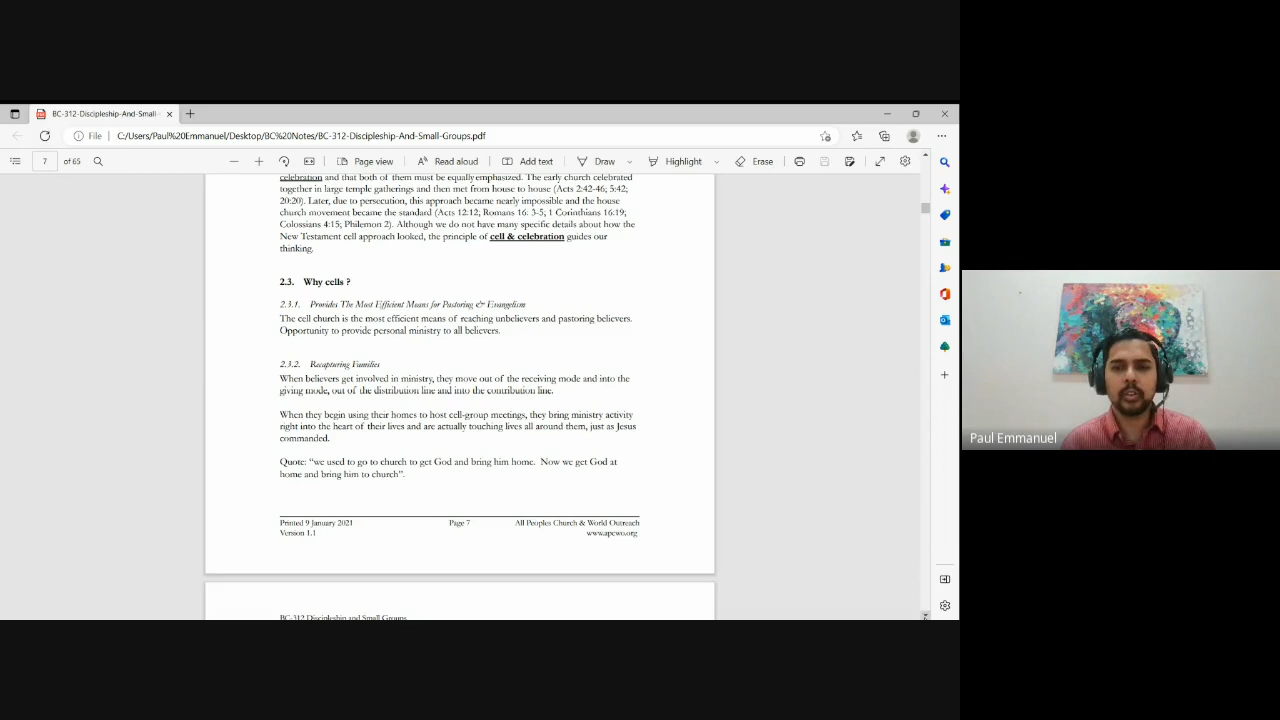 BC-312-Discipleship-And-Small-
File
C:/Users/Paul%20Emmanuel/Desktop/BC%20Notes/BC-312-Discipleship-And-Small-Groups.pdf
7 of 65
Page view
Read aloud
Add text
Draw
Highlight
Erase
celebration and that both of them must be equally emphasized. The early church celebrated
together in large temple gatherings and then met from house to house (Acts 2:42-46; 5:42;
20:20). Later, due to persecution, this approach became nearly impossible and the house
church movement became the standard (Acts 12:12, Romans 16. 3-5; 1 Corinthians 16:19;
Colossians 4:15; Philemon 2). Although we do not have many specific details about how the
New Testament cell approach looked, the principle of cell & celebration guides our
thinking.
2.3. Why cells ?
2.3.1. Provides The Most Efficient Means for Pastoring & Evangelism
The cell church is the most efficient means of reaching unbelievers and pastoring believers.
Opportunity to provide personal ministry to all believers.
2.3.2. Recapturing Families
When believers get involved in ministry, they move out of the receiving mode and into the
giving mode, out of the distribution line and into the contribution line.
When they begin using their homes to host cell-group meetings, they bring ministry activity
right into the heart of their lives and are actually touching lives all around them, just as Jesus
commanded.
Quote: “we used to go to church to get God and bring him home. Now we get God at
home and bring him to church”.
Printed 9 January 2021
Page 7
All Peoples Church & World Outreach
Version 1.1
www.apcwo.org
BC-312 Discipleship and Small Groups
Paul Emmanuel